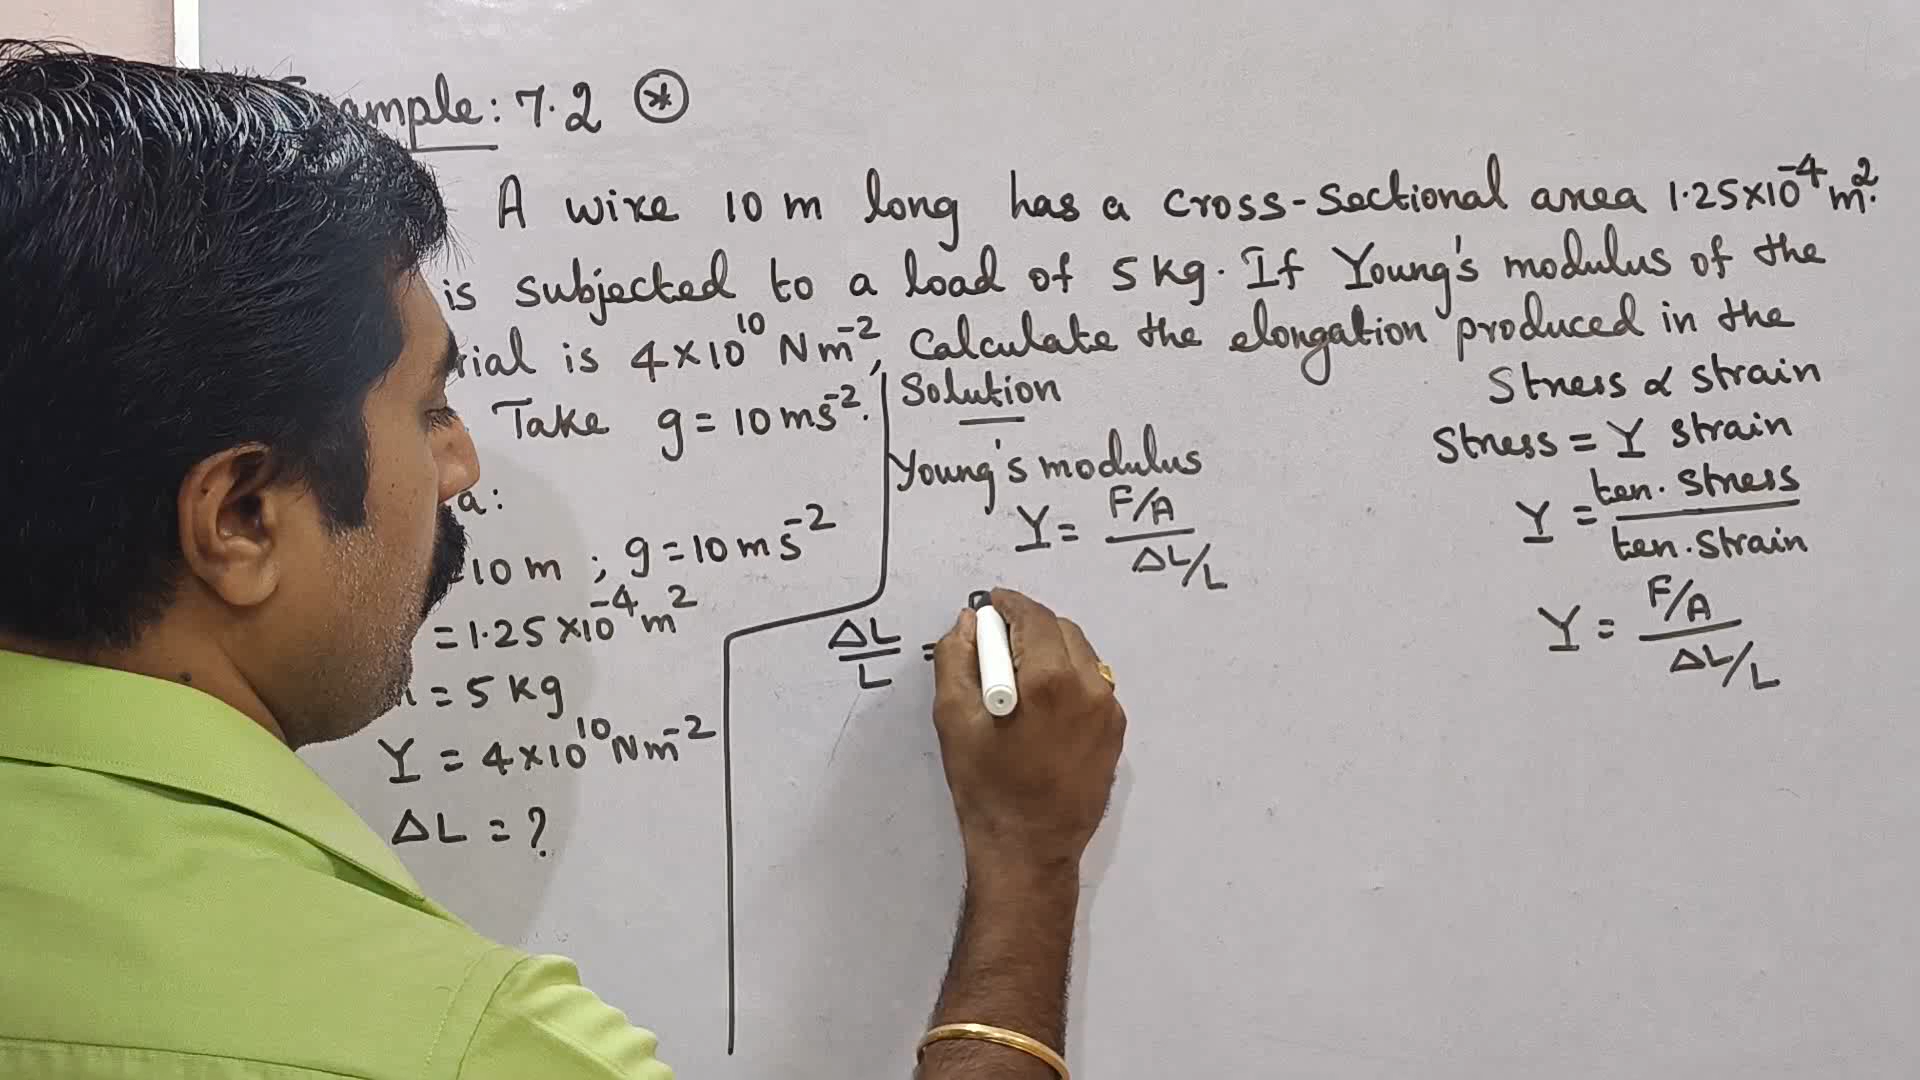 ample: 7.2 ⊛
A wire 10 m long has a cross-sectional area 1.25×10⁻⁴ m².
is subjected to a load of 5 kg. If Young's modulus of the
rial is 4×10¹⁰ Nm⁻², Calculate the elongation produced in the
Take g = 10 ms⁻².
a:
= 10 m ; g = 10 ms⁻²
= 1.25 ×10⁻⁴ m²
= 5 kg
Y = 4×10¹⁰ Nm⁻²
ΔL = ?
Solution
Young's modulus
Y = F/A / ΔL/L
ΔL/L =
Stress ∝ strain
Stress = Y strain
Y = ten. stress / ten. strain
Y = F/A / ΔL/L